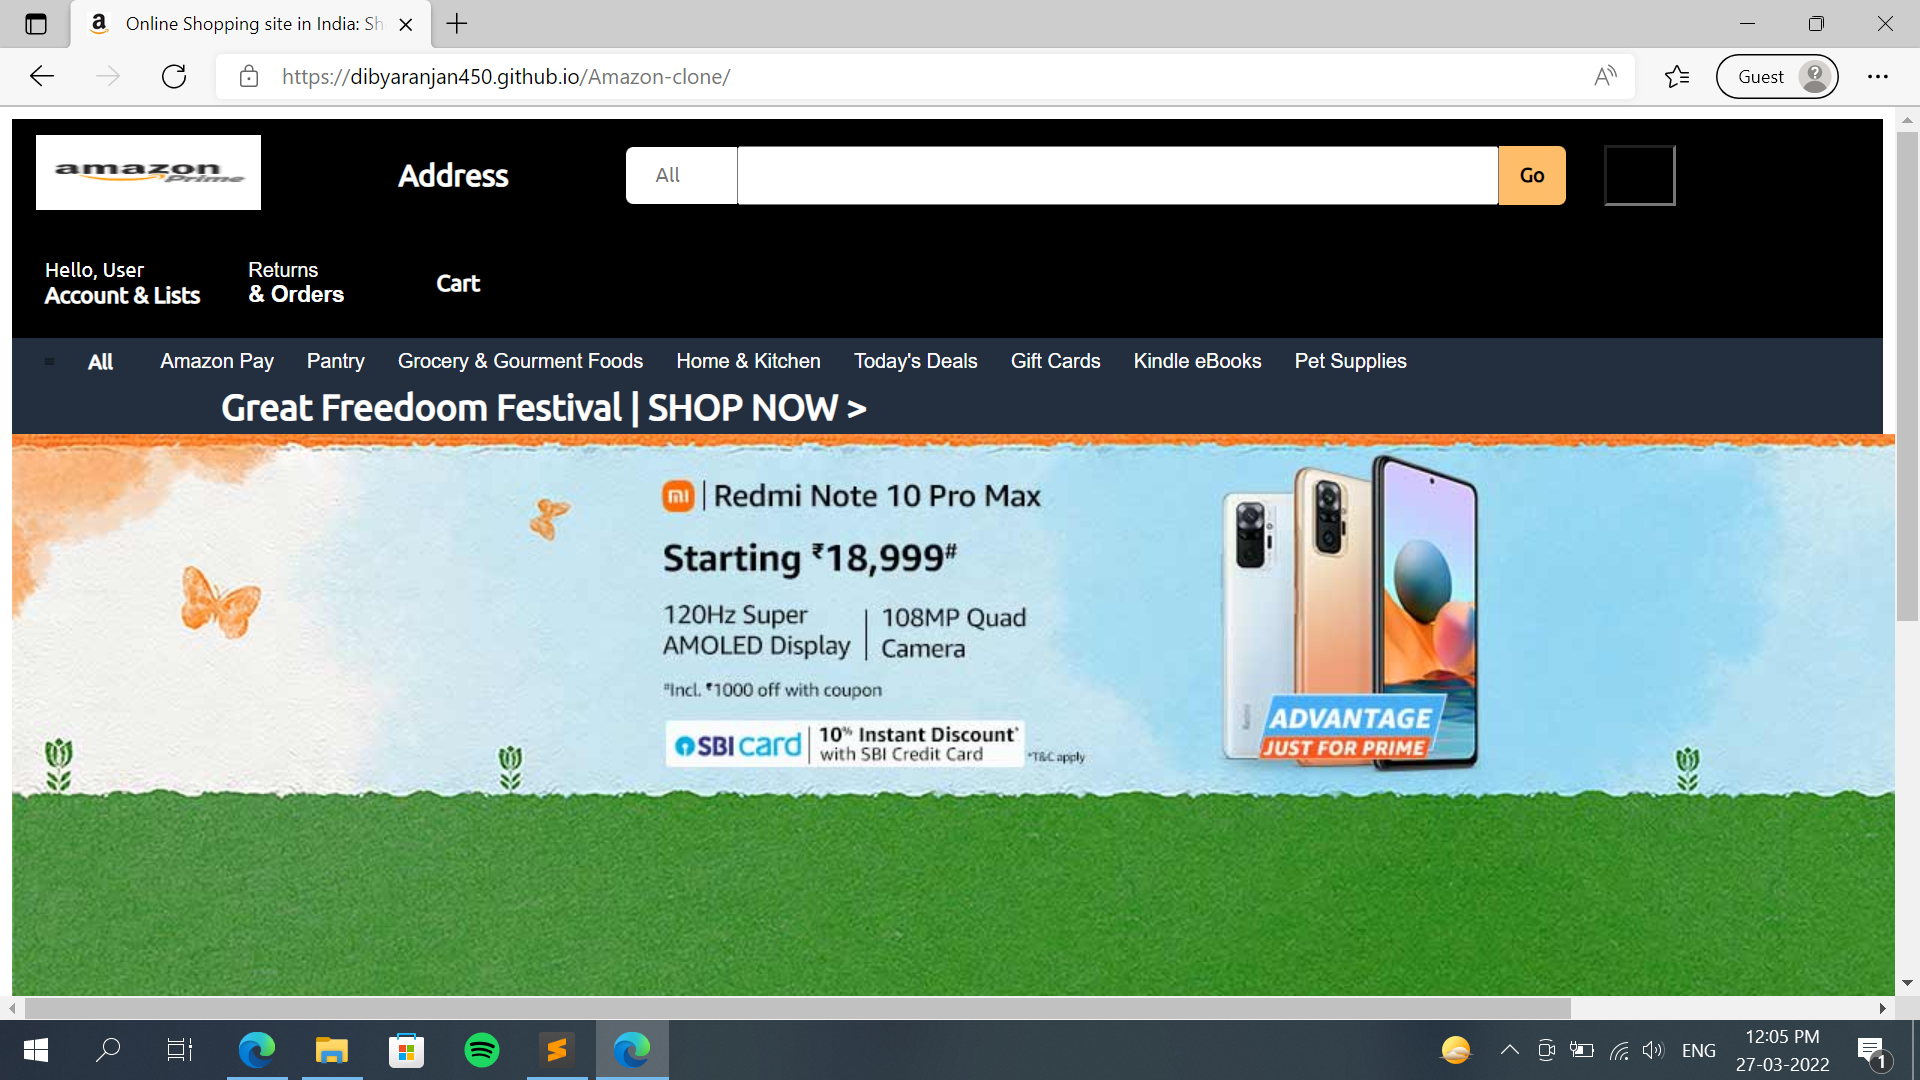 Online Shopping site in India: Sh
https://dibyaranjan450.github.io/Amazon-clone/
Guest
amazon
Prime
Address
All
Go
Hello, User
Account & Lists
Returns
& Orders
Cart
All
Amazon Pay
Pantry
Grocery & Gourment Foods
Home & Kitchen
Today's Deals
Gift Cards
Kindle eBooks
Pet Supplies
Great Freedoom Festival | SHOP NOW >
mi | Redmi Note 10 Pro Max
Starting ₹18,999#
120Hz Super
AMOLED Display
108MP Quad
Camera
#Incl. ₹1000 off with coupon
SBI card
10% Instant Discount*
with SBI Credit Card
*T&C apply
Redmi
ADVANTAGE
JUST FOR PRIME
ENG
12:05 PM
27-03-2022
1